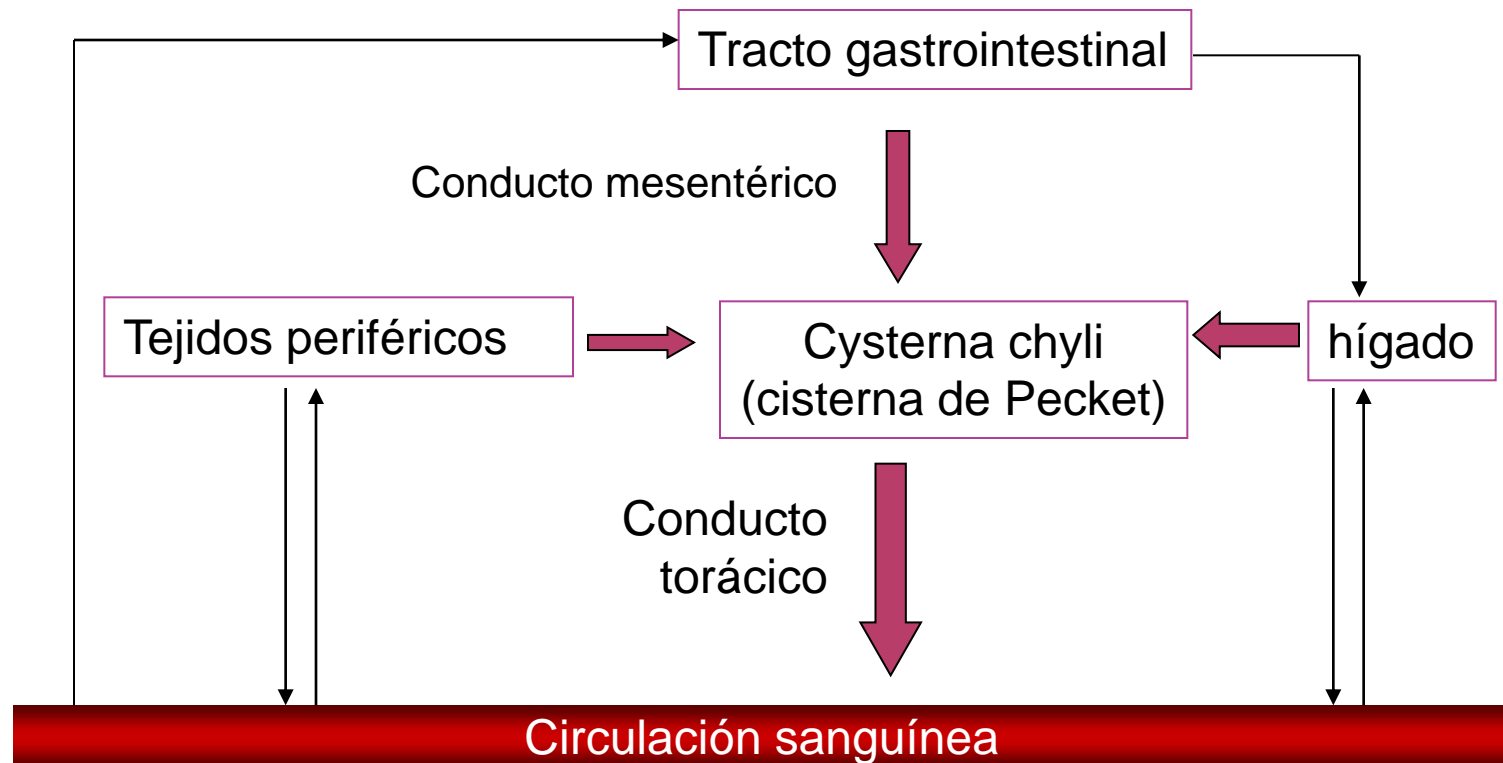 Tracto gastrointestinal
Conducto mesentérico
Tejidos periféricos
Cysterna chyli
(cisterna de Pecket)
hígado
Conducto
torácico
Circulación sanguínea